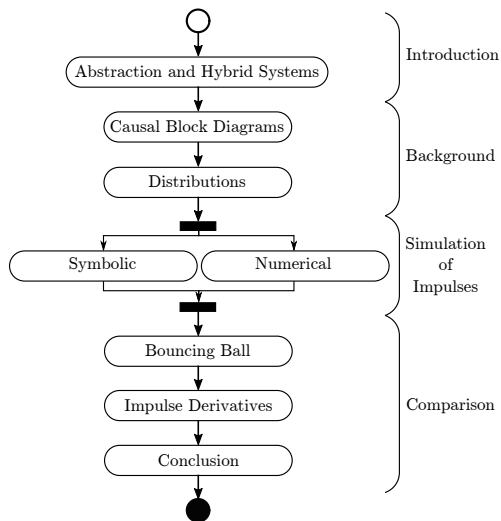 Abstraction and Hybrid Systems
Introduction
Causal Block Diagrams
Background
Distributions
Symbolic
Numerical
Simulation
of
Impulses
Bouncing Ball
Impulse Derivatives
Comparison
Conclusion